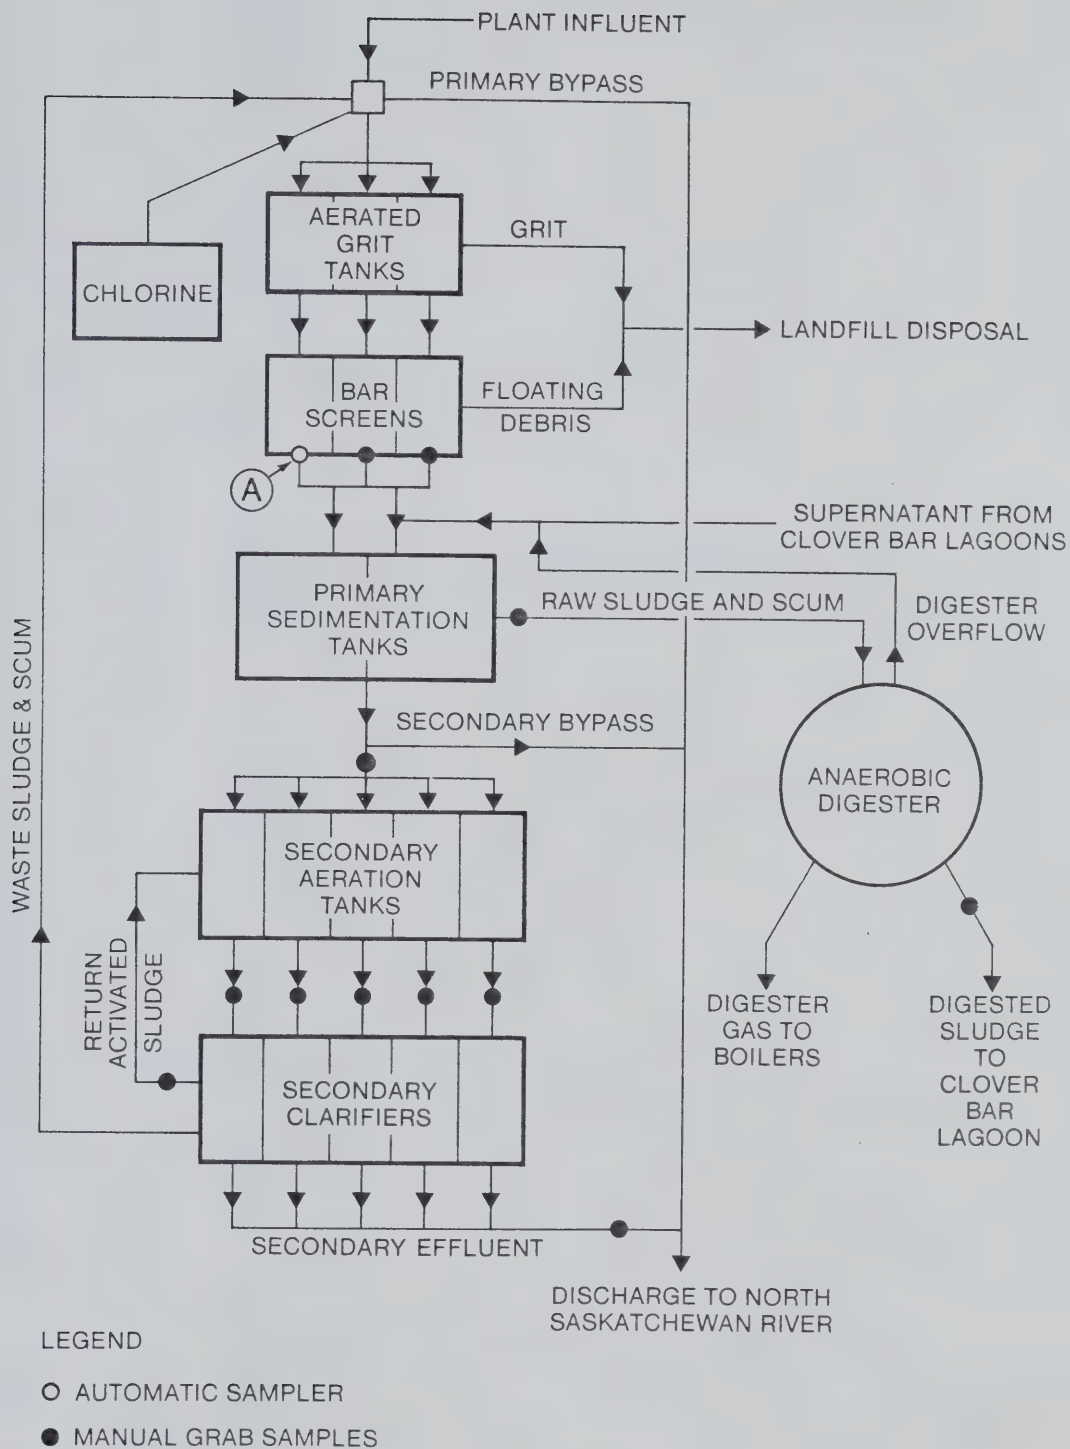 PLANT INFLUENT
PRIMARY BYPASS
AERATED
GRIT
TANKS
GRIT
CHLORINE
LANDFILL DISPOSAL
BAR
SCREENS
FLOATING
DEBRIS
A
SUPERNATANT FROM
CLOVER BAR LAGOONS
PRIMARY
SEDIMENTATION
TANKS
RAW SLUDGE AND SCUM
DIGESTER
OVERFLOW
WASTE SLUDGE & SCUM
SECONDARY BYPASS
ANAEROBIC
DIGESTER
SECONDARY
AERATION
TANKS
RETURN
ACTIVATED
SLUDGE
DIGESTER
GAS TO
BOILERS
DIGESTED
SLUDGE
TO
CLOVER
BAR
LAGOON
SECONDARY
CLARIFIERS
SECONDARY EFFLUENT
DISCHARGE TO NORTH
SASKATCHEWAN RIVER
LEGEND
AUTOMATIC SAMPLER
MANUAL GRAB SAMPLES